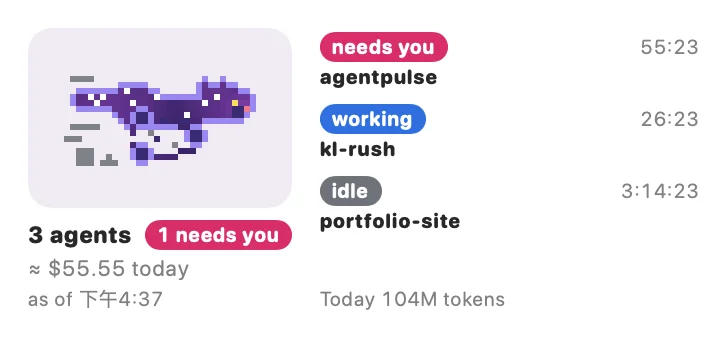 3 agents 1 needs you
≈ $55.55 today
as of 下午4:37
needs you 55:23
agentpulse
working 26:23
kl-rush
idle 3:14:23
portfolio-site
Today 104M tokens